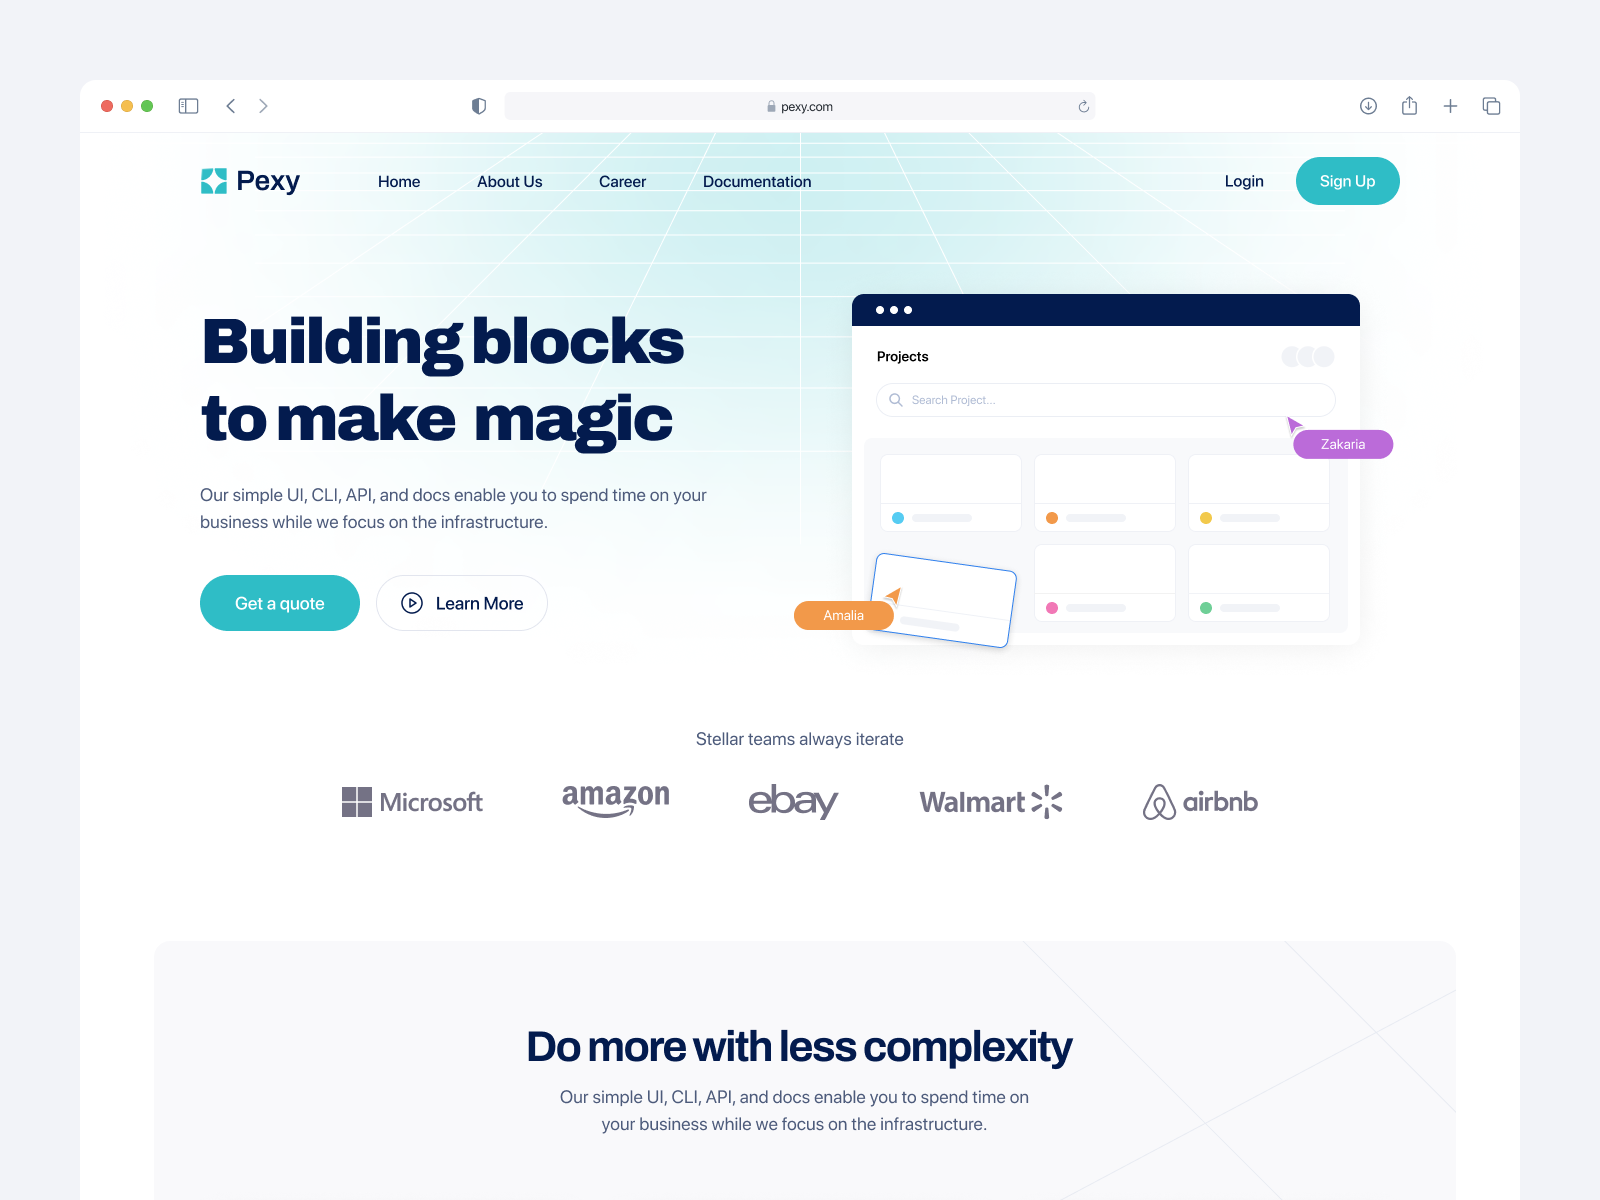 pexy.com
Pexy
Home
About Us
Career
Documentation
Login
Sign Up
Building blocks
to make magic
Our simple UI, CLI, API, and docs enable you to spend time on your
business while we focus on the infrastructure.
Get a quote
Learn More
Projects
Search Project...
Zakaria
Amalia
Stellar teams always iterate
Microsoft
amazon
ebay
Walmart
airbnb
Do more with less complexity
Our simple UI, CLI, API, and docs enable you to spend time on
your business while we focus on the infrastructure.